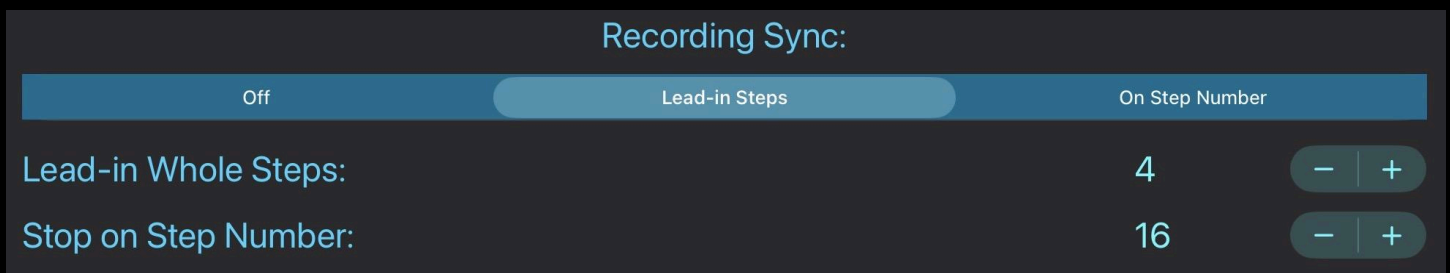 Recording Sync:
Off Lead-in Steps On Step Number
Lead-in Whole Steps: 4 − +
Stop on Step Number: 16 − +